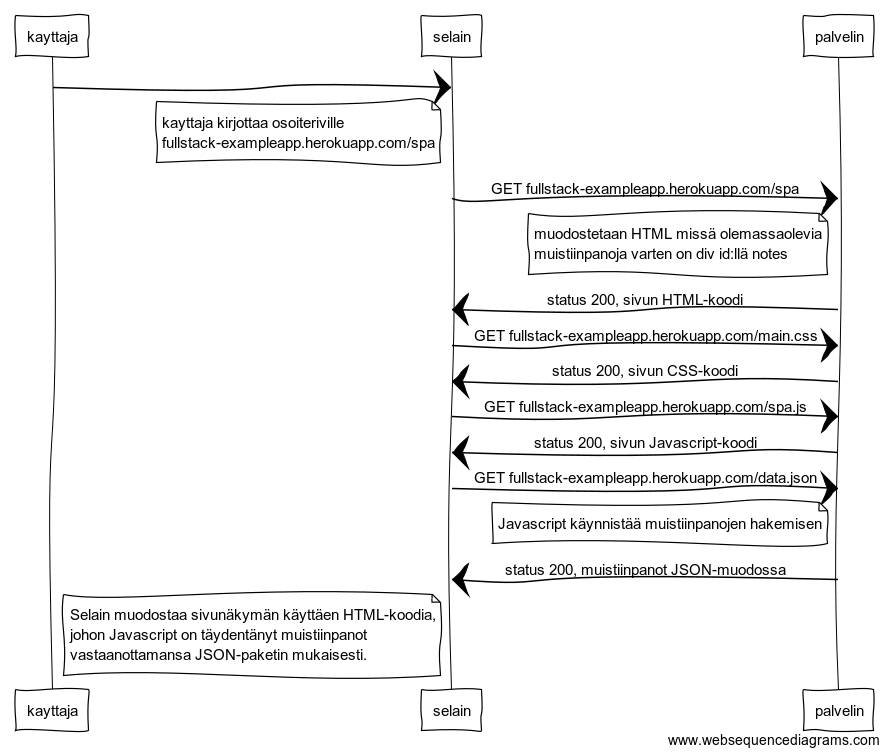 kayttaja
selain
palvelin
kayttaja kirjottaa osoiteriville
fullstack-exampleapp.herokuapp.com/spa
GET fullstack-exampleapp.herokuapp.com/spa
muodostetaan HTML missä olemassaolevia
muistiinpanoja varten on div id:llä notes
status 200, sivun HTML-koodi
GET fullstack-exampleapp.herokuapp.com/main.css
status 200, sivun CSS-koodi
GET fullstack-exampleapp.herokuapp.com/spa.js
status 200, sivun Javascript-koodi
GET fullstack-exampleapp.herokuapp.com/data.json
Javascript käynnistää muistiinpanojen hakemisen
status 200, muistiinpanot JSON-muodossa
Selain muodostaa sivunäkymän käyttäen HTML-koodia,
johon Javascript on täydentänyt muistiinpanot
vastaanottamansa JSON-paketin mukaisesti.
kayttaja
selain
palvelin
www.websequencediagrams.com